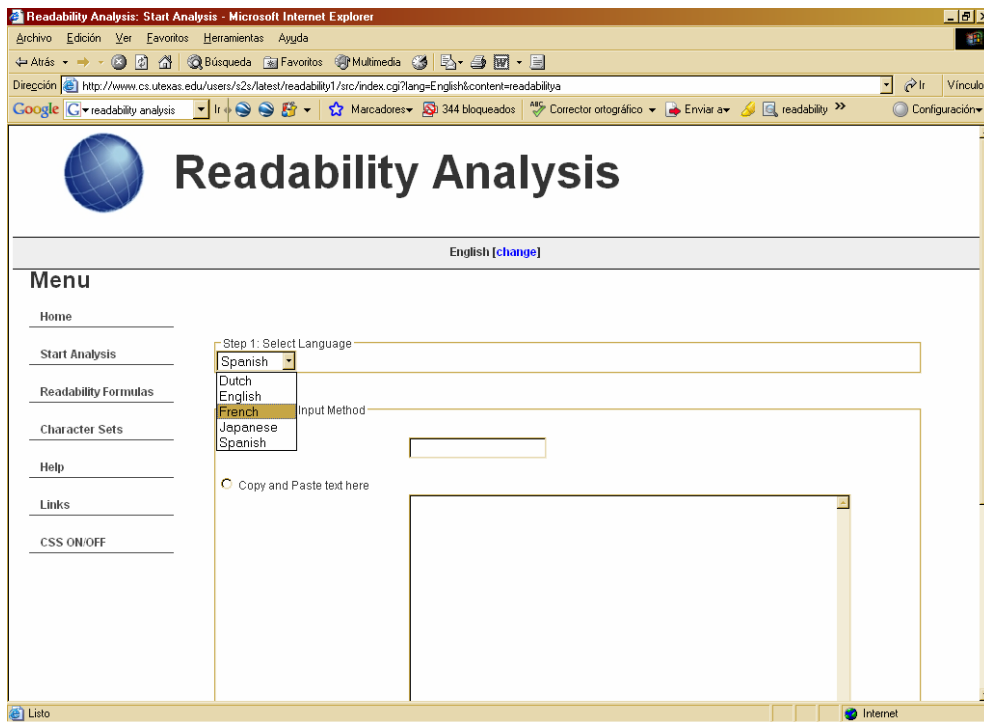 Readability Analysis: Start Analysis - Microsoft Internet Explorer
Archivo Edición Ver Favoritos Herramientas Ayuda
Atrás Búsqueda Favoritos Multimedia
Dirección http://www.cs.utexas.edu/users/s2s/latest/readability1/src/index.cgi?lang=English&content=readabilitya Ir Vínculo
Google G readability analysis Ir Marcadores 344 bloqueados ABC Corrector ortográfico Enviar a readability >> Configuración
Readability Analysis
English [change]
Menu
Home
Start Analysis
Readability Formulas
Character Sets
Help
Links
CSS ON/OFF
Step 1: Select Language
Spanish
Dutch
English
French
Japanese
Spanish
Input Method
Copy and Paste text here
Listo Internet